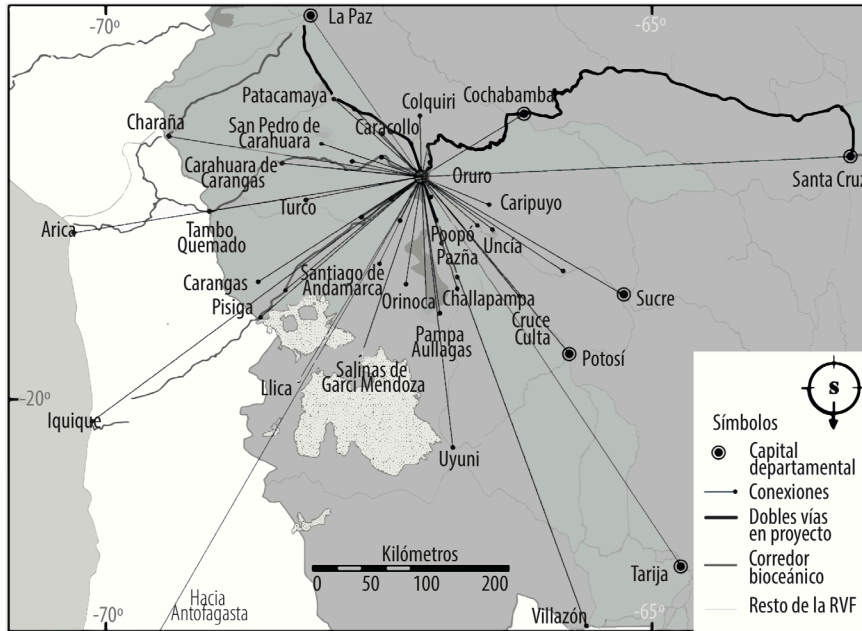 -70º
-65º
La Paz
Patacamaya
Colquiri
Cochabamba
Charaña
San Pedro de
Carahuara
Caracollo
Carahuara de
Carangas
Oruro
Santa Cruz
Turco
Caripuyo
Arica
Tambo
Quemado
Poopó
Uncía
Pazña
Carangas
Santiago de
Andamarca
Orinoca
Challapampa
Sucre
Pisiga
Pampa
Aullagas
Cruce
Culta
Potosí
Llica
Salinas de
Garci Mendoza
-20º
Iquique
Uyuni
S
Símbolos
Capital
departamental
Conexiones
Dobles vías
en proyecto
Corredor
bioceánico
Resto de la RVF
Kilómetros
0 50 100 200
Tarija
Hacia
Antofagasta
Villazón
-70º
-65º